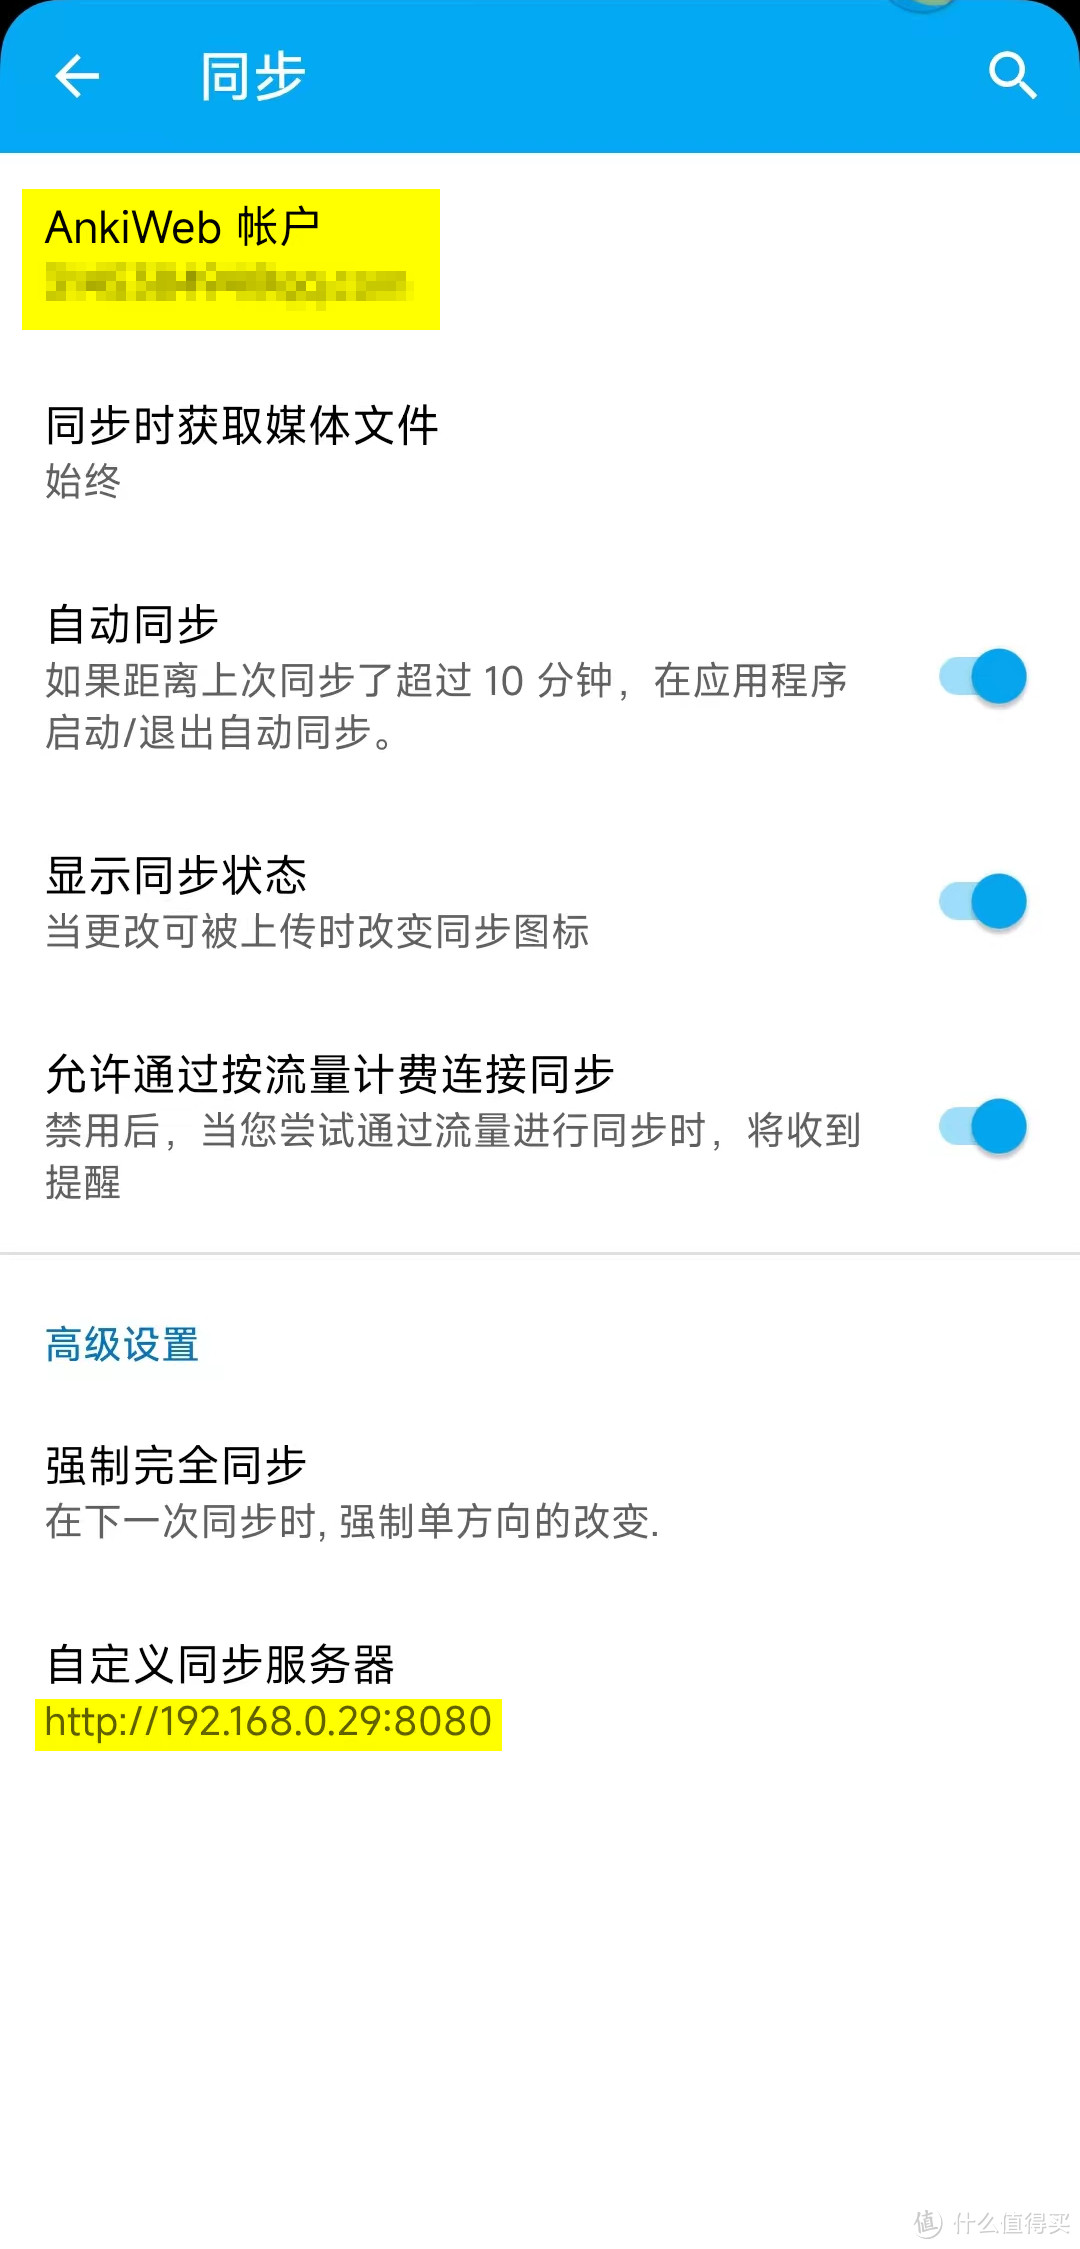 同步
AnkiWeb 帐户
同步时获取媒体文件
始终
自动同步
如果距离上次同步了超过 10 分钟，在应用程序
启动/退出自动同步。
显示同步状态
当更改可被上传时改变同步图标
允许通过按流量计费连接同步
禁用后，当您尝试通过流量进行同步时，将收到
提醒
高级设置
强制完全同步
在下一次同步时, 强制单方向的改变.
自定义同步服务器
http://192.168.0.29:8080
值 什么值得买